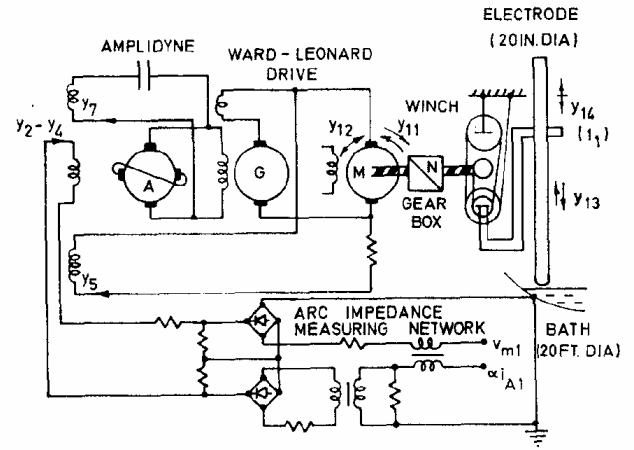 ELECTRODE
(20IN.DIA)
AMPLIDYNE
WARD-LEONARD
DRIVE
WINCH
y7
y2-y4
y12
y11
y14
(1₁)
A
G
M
N
GEAR
BOX
y13
y5
ARC IMPEDANCE
MEASURING NETWORK
BATH
(20FT. DIA)
vm1
αiA1